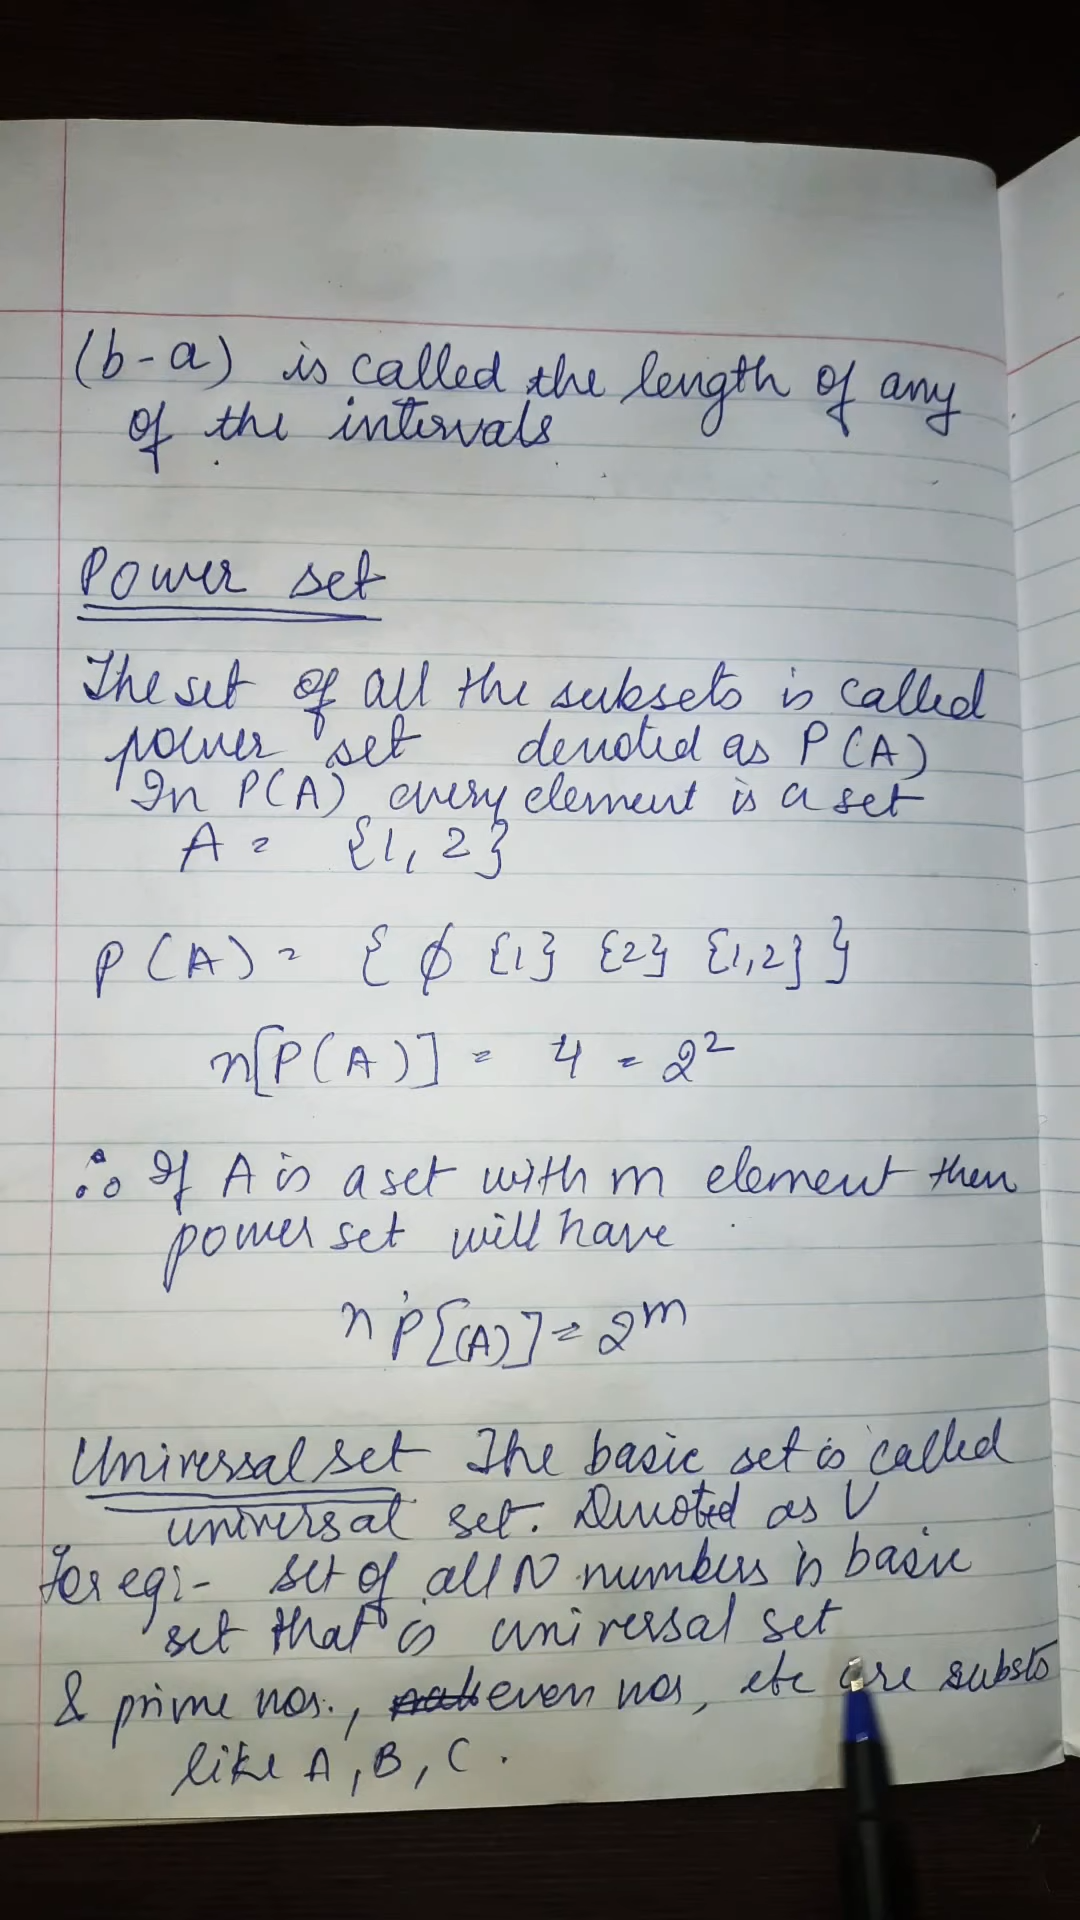 (b-a) is called the length of any
of the intervals
Power set
The set of all the subsets is called
power set denoted as P(A)
In P(A) every element is a set
A = {1, 2}
P(A) = { ϕ {1} {2} {1,2} }
n[P(A)] = 4 = 2²
∴ If A is a set with m element then
power set will have
n P[(A)] = 2ᵐ
Universal set The basic set is called
universal set. Denoted as U
For eg:- set of all N numbers is basic
set that is universal set
& prime nos., even nos, etc are substs
like A, B, C.